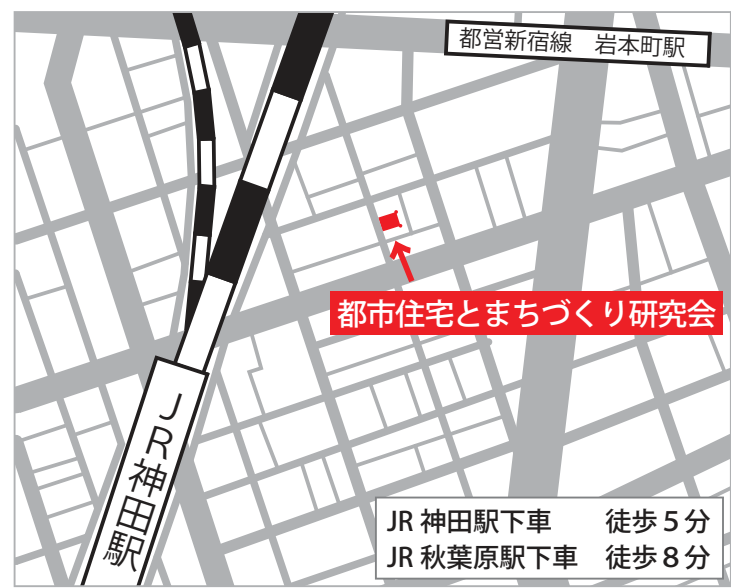 都営新宿線　岩本町駅
都市住宅とまちづくり研究会
JR神田駅
JR 神田駅下車　徒歩 5 分
JR 秋葉原駅下車　徒歩 8 分